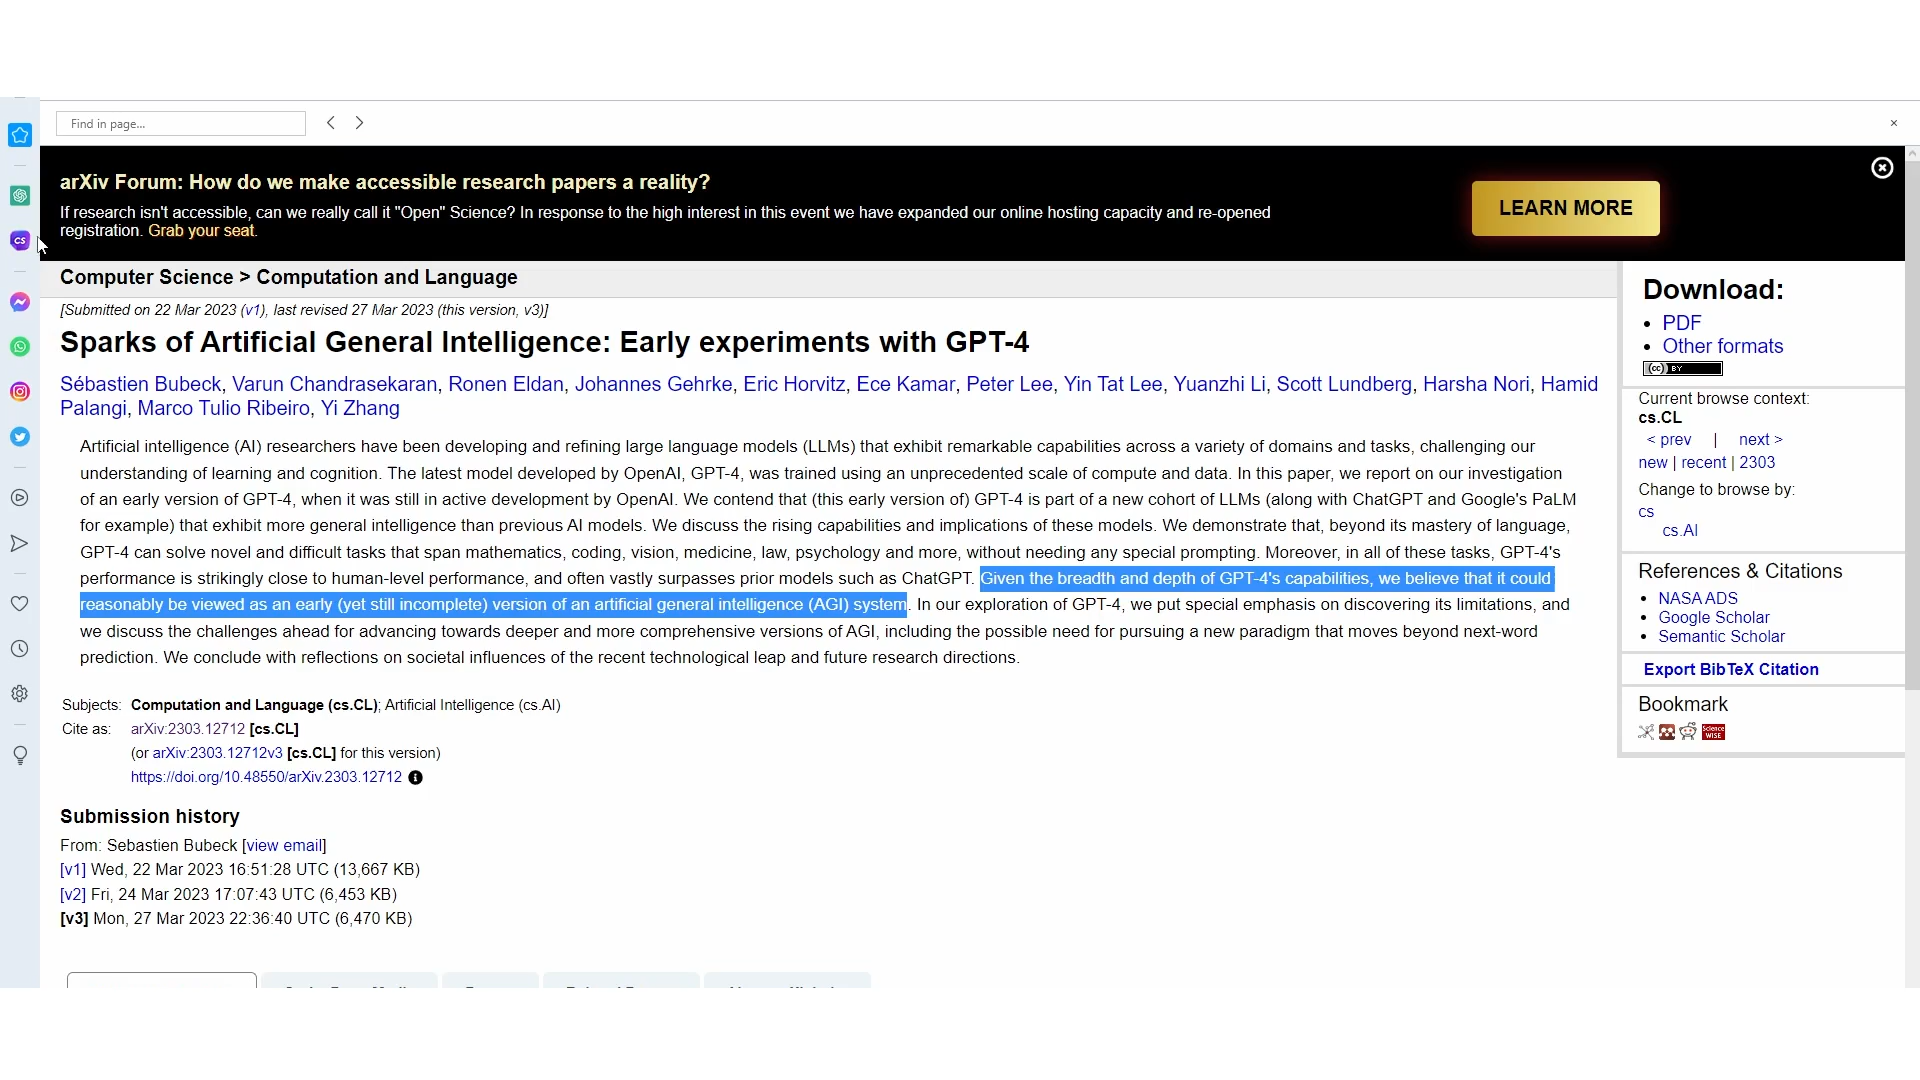 Find in page...
arXiv Forum: How do we make accessible research papers a reality?
If research isn't accessible, can we really call it "Open" Science? In response to the high interest in this event we have expanded our online hosting capacity and re-opened
registration. Grab your seat.
LEARN MORE
CS
Computer Science > Computation and Language
[Submitted on 22 Mar 2023 (v1), last revised 27 Mar 2023 (this version, v3)]
Sparks of Artificial General Intelligence: Early experiments with GPT-4
Sébastien Bubeck, Varun Chandrasekaran, Ronen Eldan, Johannes Gehrke, Eric Horvitz, Ece Kamar, Peter Lee, Yin Tat Lee, Yuanzhi Li, Scott Lundberg, Harsha Nori, Hamid
Palangi, Marco Tulio Ribeiro, Yi Zhang
Artificial intelligence (AI) researchers have been developing and refining large language models (LLMs) that exhibit remarkable capabilities across a variety of domains and tasks, challenging our
understanding of learning and cognition. The latest model developed by OpenAI, GPT-4, was trained using an unprecedented scale of compute and data. In this paper, we report on our investigation
of an early version of GPT-4, when it was still in active development by OpenAI. We contend that (this early version of) GPT-4 is part of a new cohort of LLMs (along with ChatGPT and Google's PaLM
for example) that exhibit more general intelligence than previous AI models. We discuss the rising capabilities and implications of these models. We demonstrate that, beyond its mastery of language,
GPT-4 can solve novel and difficult tasks that span mathematics, coding, vision, medicine, law, psychology and more, without needing any special prompting. Moreover, in all of these tasks, GPT-4's
performance is strikingly close to human-level performance, and often vastly surpasses prior models such as ChatGPT. Given the breadth and depth of GPT-4's capabilities, we believe that it could
reasonably be viewed as an early (yet still incomplete) version of an artificial general intelligence (AGI) system. In our exploration of GPT-4, we put special emphasis on discovering its limitations, and
we discuss the challenges ahead for advancing towards deeper and more comprehensive versions of AGI, including the possible need for pursuing a new paradigm that moves beyond next-word
prediction. We conclude with reflections on societal influences of the recent technological leap and future research directions.
Subjects: Computation and Language (cs.CL); Artificial Intelligence (cs.AI)
Cite as: arXiv:2303.12712 [cs.CL]
(or arXiv:2303.12712v3 [cs.CL] for this version)
https://doi.org/10.48550/arXiv.2303.12712
Submission history
From: Sebastien Bubeck [view email]
[v1] Wed, 22 Mar 2023 16:51:28 UTC (13,667 KB)
[v2] Fri, 24 Mar 2023 17:07:43 UTC (6,453 KB)
[v3] Mon, 27 Mar 2023 22:36:40 UTC (6,470 KB)
Download:
PDF
Other formats
(cc) BY
Current browse context:
cs.CL
< prev | next >
new | recent | 2303
Change to browse by:
cs
cs.AI
References & Citations
NASA ADS
Google Scholar
Semantic Scholar
Export BibTeX Citation
Bookmark
Science
WISE